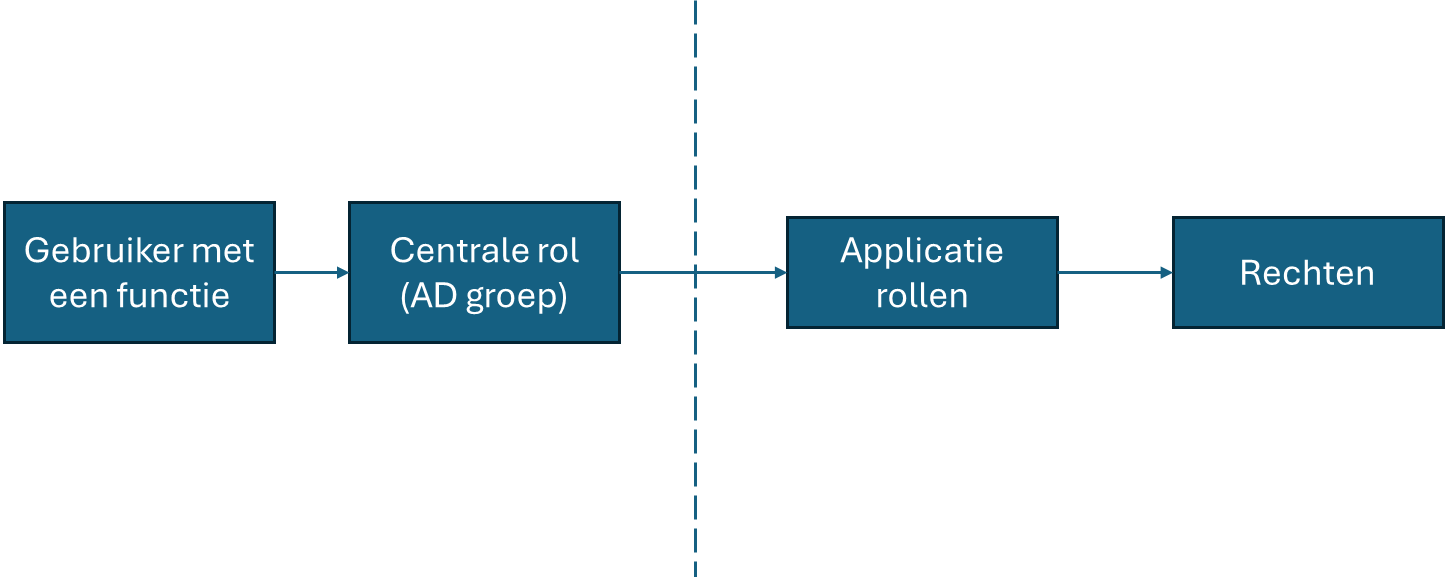 Gebruiker met
een functie
Centrale rol
(AD groep)
Applicatie
rollen
Rechten